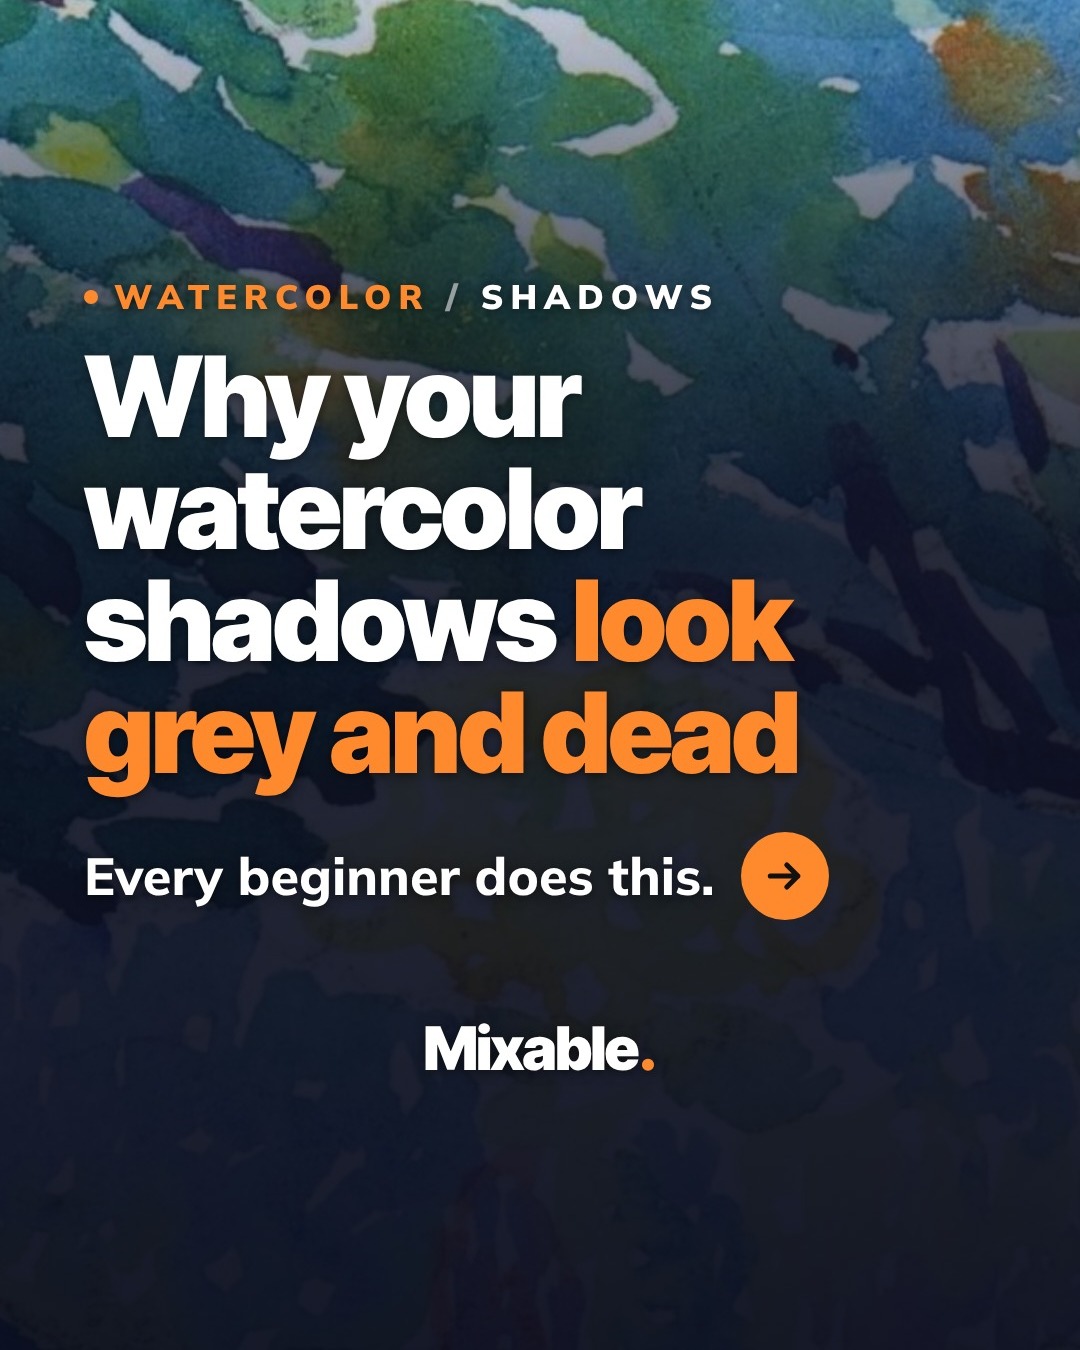 • WATERCOLOR / SHADOWS
Why your
watercolor
shadows look
grey and dead
Every beginner does this. →
Mixable.